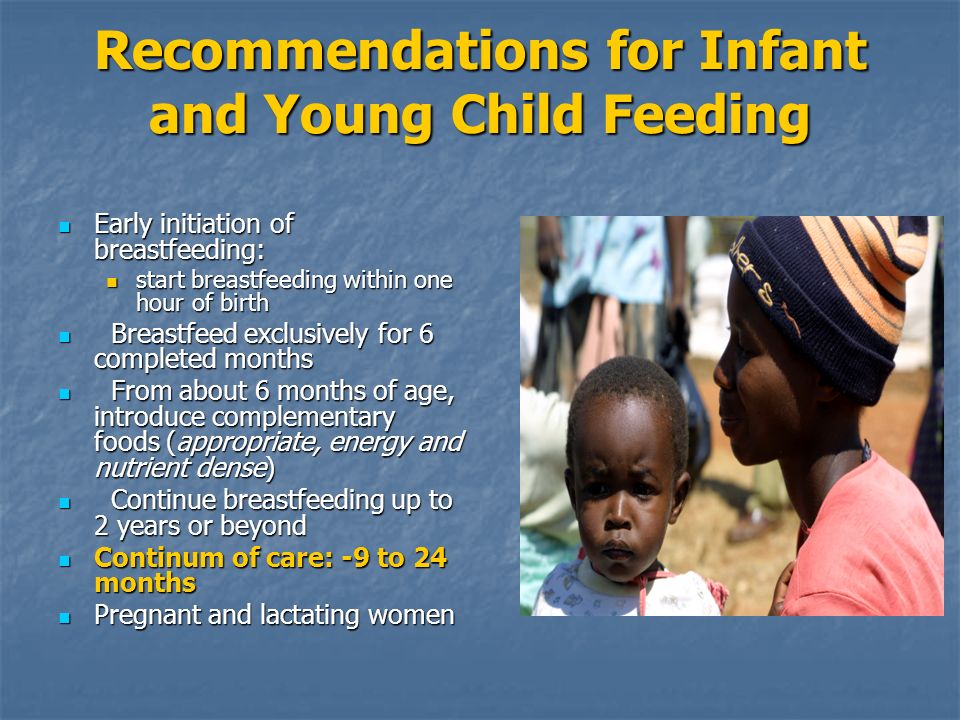 Recommendations for Infant
and Young Child Feeding
Early initiation of
breastfeeding:
start breastfeeding within one
hour of birth
Breastfeed exclusively for 6
completed months
From about 6 months of age,
introduce complementary
foods (appropriate, energy and
nutrient dense)
Continue breastfeeding up to
2 years or beyond
Continum of care: -9 to 24
months
Pregnant and lactating women